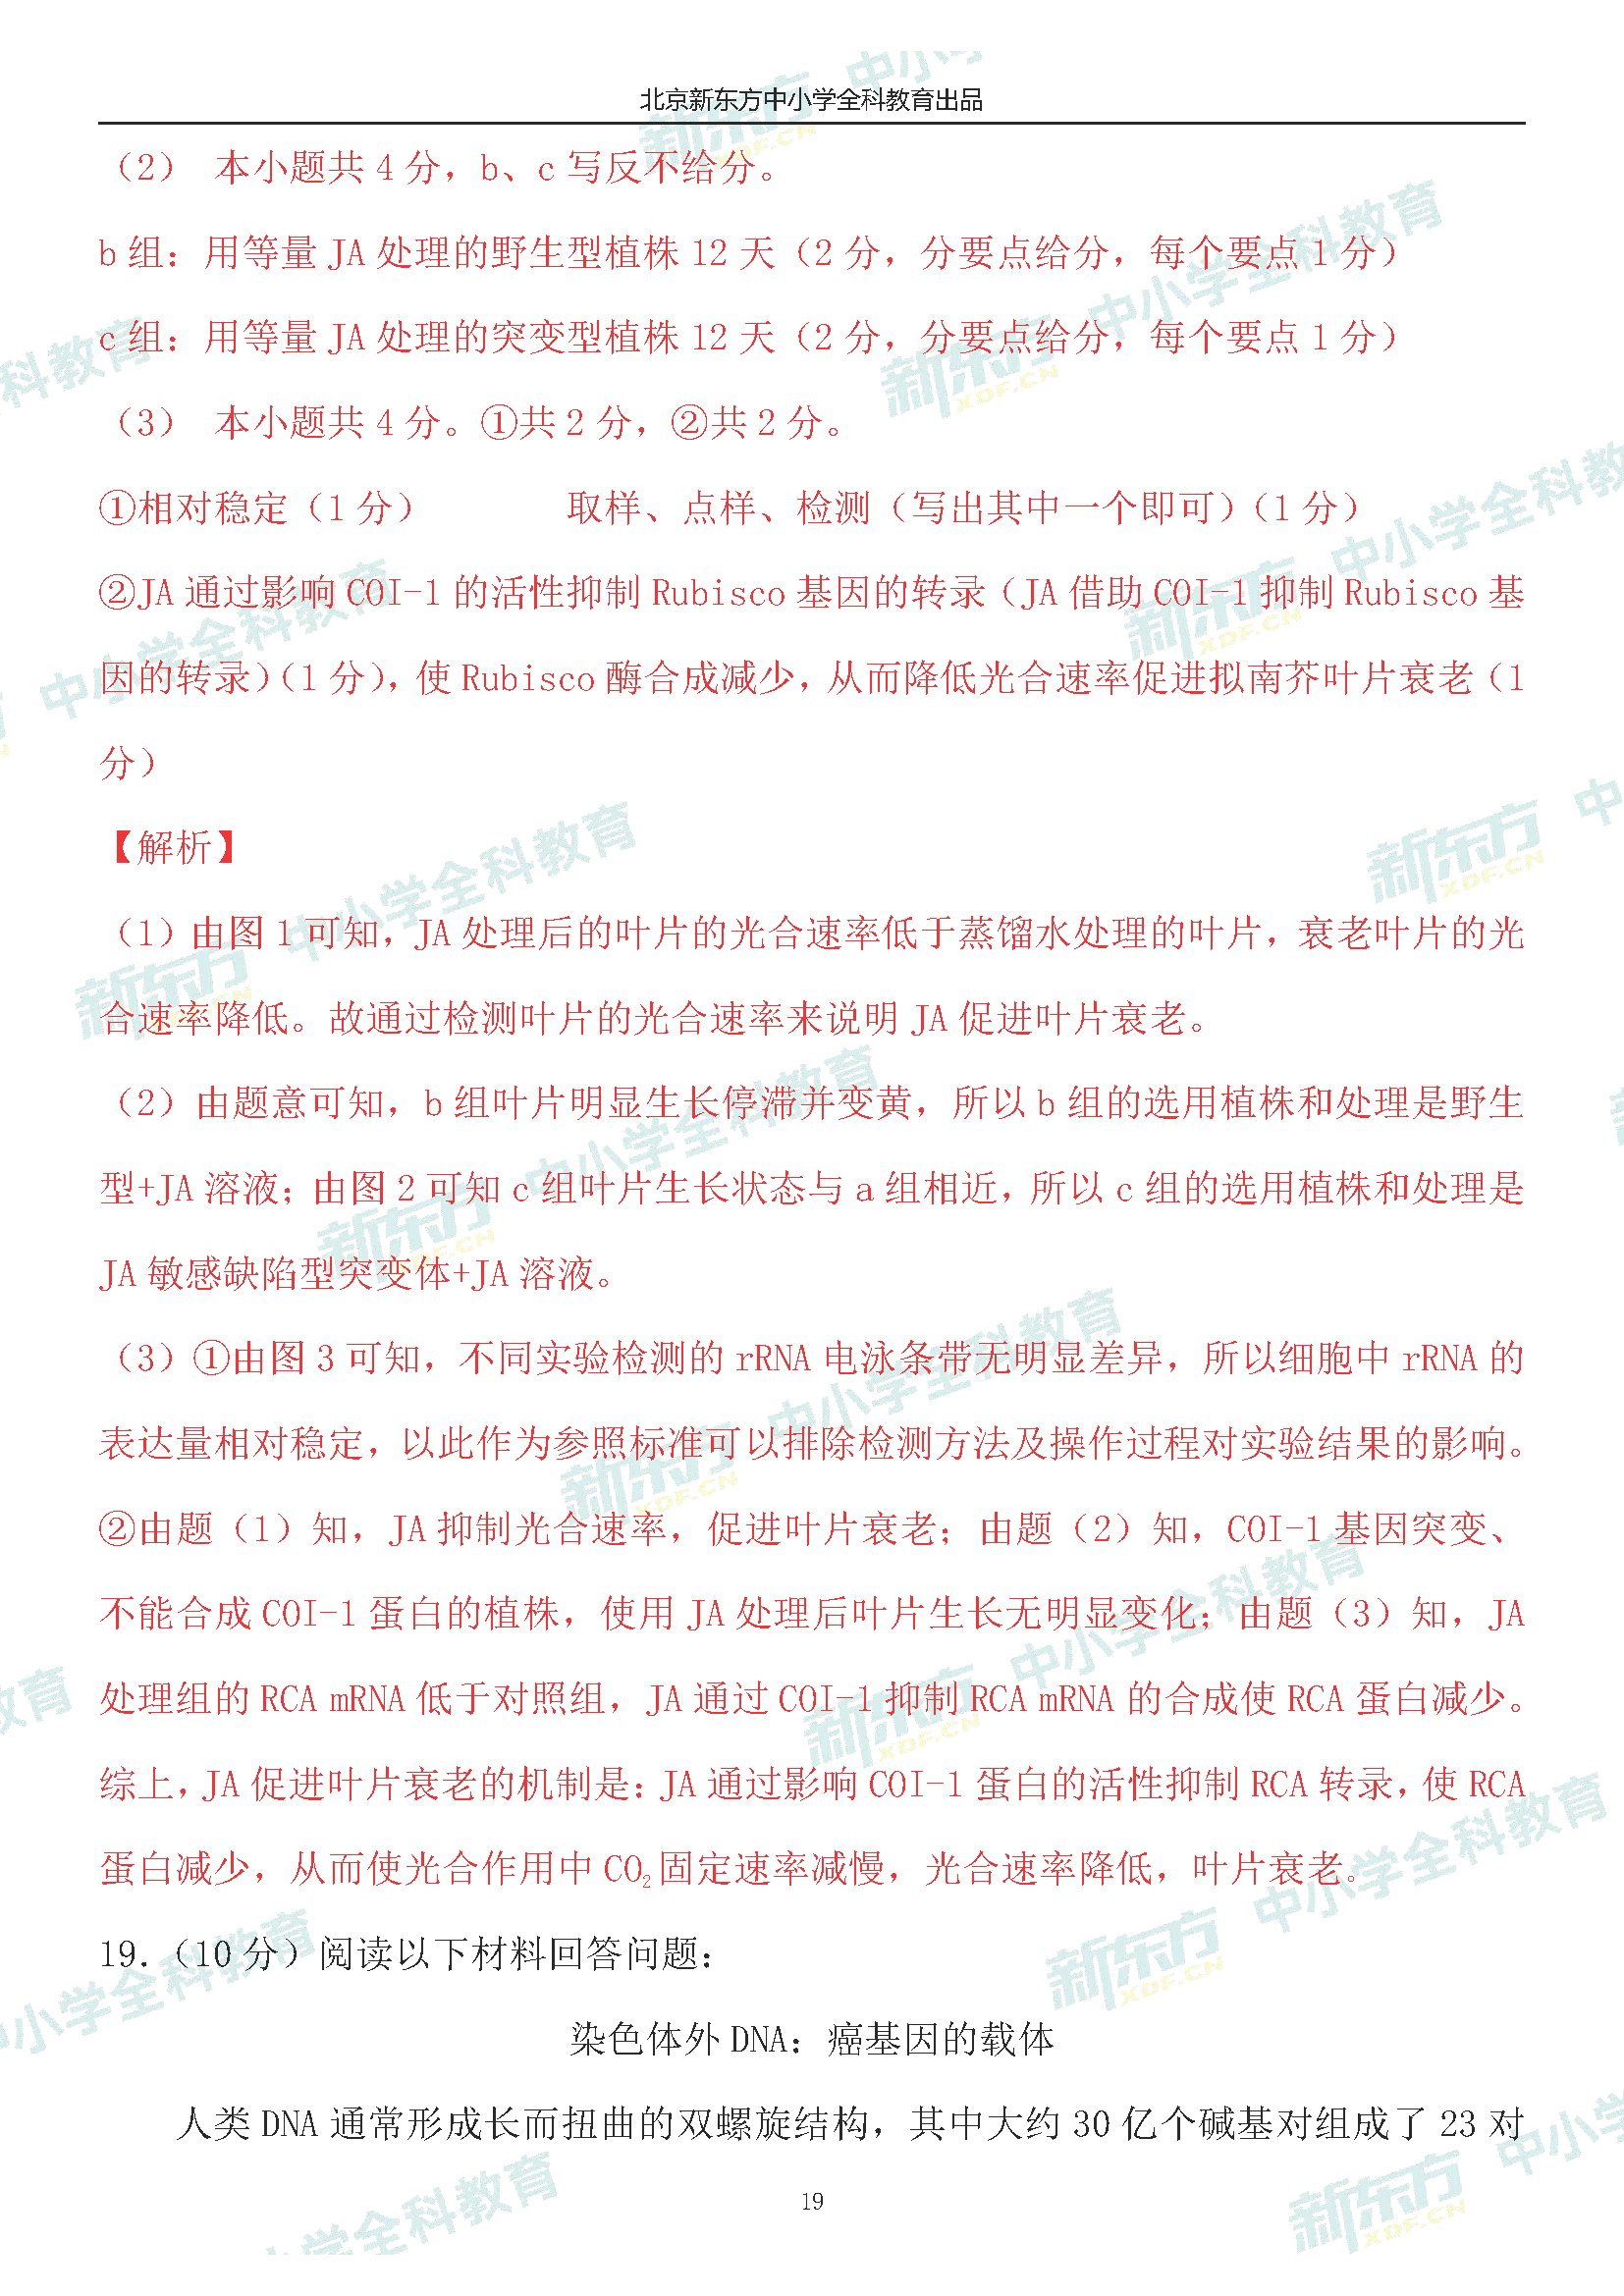 北京新东方中小学全科教育出品
（2） 本小题共 4 分，b、c 写反不给分。
b 组：用等量 JA 处理的野生型植株 12 天（2 分，分要点给分，每个要点 1 分）
c 组：用等量 JA 处理的突变型植株 12 天（2 分，分要点给分，每个要点 1 分）
（3） 本小题共 4 分。①共 2 分，②共 2 分。
①相对稳定（1 分） 取样、点样、检测（写出其中一个即可）（1 分）
②JA 通过影响 COI-1 的活性抑制 Rubisco 基因的转录（JA 借助 COI-1 抑制 Rubisco 基
因的转录）（1 分），使 Rubisco 酶合成减少，从而降低光合速率促进拟南芥叶片衰老（1
分）
【解析】
（1）由图 1 可知，JA 处理后的叶片的光合速率低于蒸馏水处理的叶片，衰老叶片的光
合速率降低。故通过检测叶片的光合速率来说明 JA 促进叶片衰老。
（2）由题意可知，b 组叶片明显生长停滞并变黄，所以 b 组的选用植株和处理是野生
型+JA 溶液；由图 2 可知 c 组叶片生长状态与 a 组相近，所以 c 组的选用植株和处理是
JA 敏感缺陷型突变体+JA 溶液。
（3）①由图 3 可知，不同实验检测的 rRNA 电泳条带无明显差异，所以细胞中 rRNA 的
表达量相对稳定，以此作为参照标准可以排除检测方法及操作过程对实验结果的影响。
②由题（1）知，JA 抑制光合速率，促进叶片衰老；由题（2）知，COI-1 基因突变、
不能合成 COI-1 蛋白的植株，使用 JA 处理后叶片生长无明显变化；由题（3）知，JA
处理组的 RCA mRNA 低于对照组，JA 通过 COI-1 抑制 RCA mRNA 的合成使 RCA 蛋白减少。
综上，JA 促进叶片衰老的机制是：JA 通过影响 COI-1 蛋白的活性抑制 RCA 转录，使 RCA
蛋白减少，从而使光合作用中 CO₂固定速率减慢，光合速率降低，叶片衰老。
19.（10 分）阅读以下材料回答问题：
染色体外 DNA：癌基因的载体
人类 DNA 通常形成长而扭曲的双螺旋结构，其中大约 30 亿个碱基对组成了 23 对
19